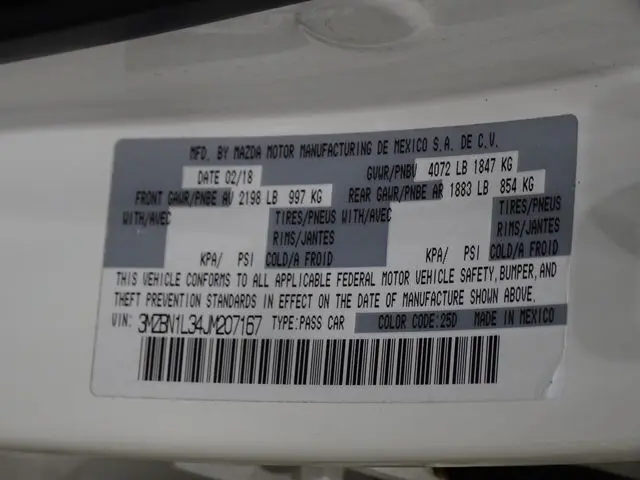 MFD. BY MAZDA MOTOR MANUFACTURING DE MEXICO S.A. DE C.V.
DATE 02/18 GVWR/PNBV 4072 LB 1847 KG
FRONT GAWR/PNBE AV 2198 LB 997 KG REAR GAWR/PNBE AR 1883 LB 854 KG
WITH/AVEC TIRES/PNEUS WITH/AVEC TIRES/PNEUS
RIMS/JANTES RIMS/JANTES
KPA/ PSI COLD/A FROID KPA/ PSI COLD/A FROID
THIS VEHICLE CONFORMS TO ALL APPLICABLE FEDERAL MOTOR VEHICLE SAFETY, BUMPER, AND
THEFT PREVENTION STANDARDS IN EFFECT ON THE DATE OF MANUFACTURE SHOWN ABOVE.
VIN: 3MZBN1L34JM207167 TYPE:PASS CAR COLOR CODE:25D MADE IN MEXICO